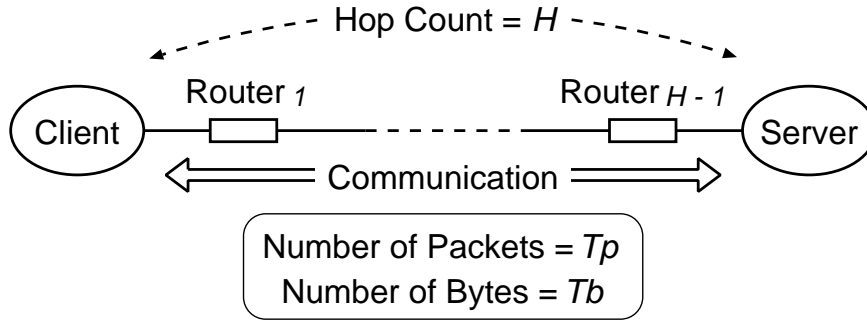 Hop Count = H
Router 1
Router H - 1
Client
Server
Communication
Number of Packets = Tp
Number of Bytes = Tb